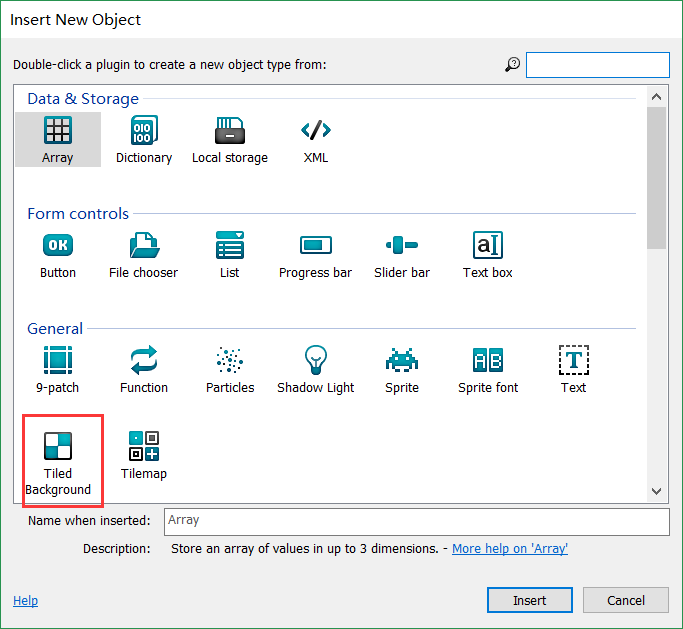 Insert New Object
Double-click a plugin to create a new object type from:
Data & Storage
Array Dictionary Local storage XML
Form controls
OK
aI
Button File chooser List Progress bar Slider bar Text box
General
AB
T
9-patch Function Particles Shadow Light Sprite Sprite font Text
Tiled Background Tilemap
Name when inserted: Array
Description: Store an array of values in up to 3 dimensions. - More help on 'Array'
Help Insert Cancel